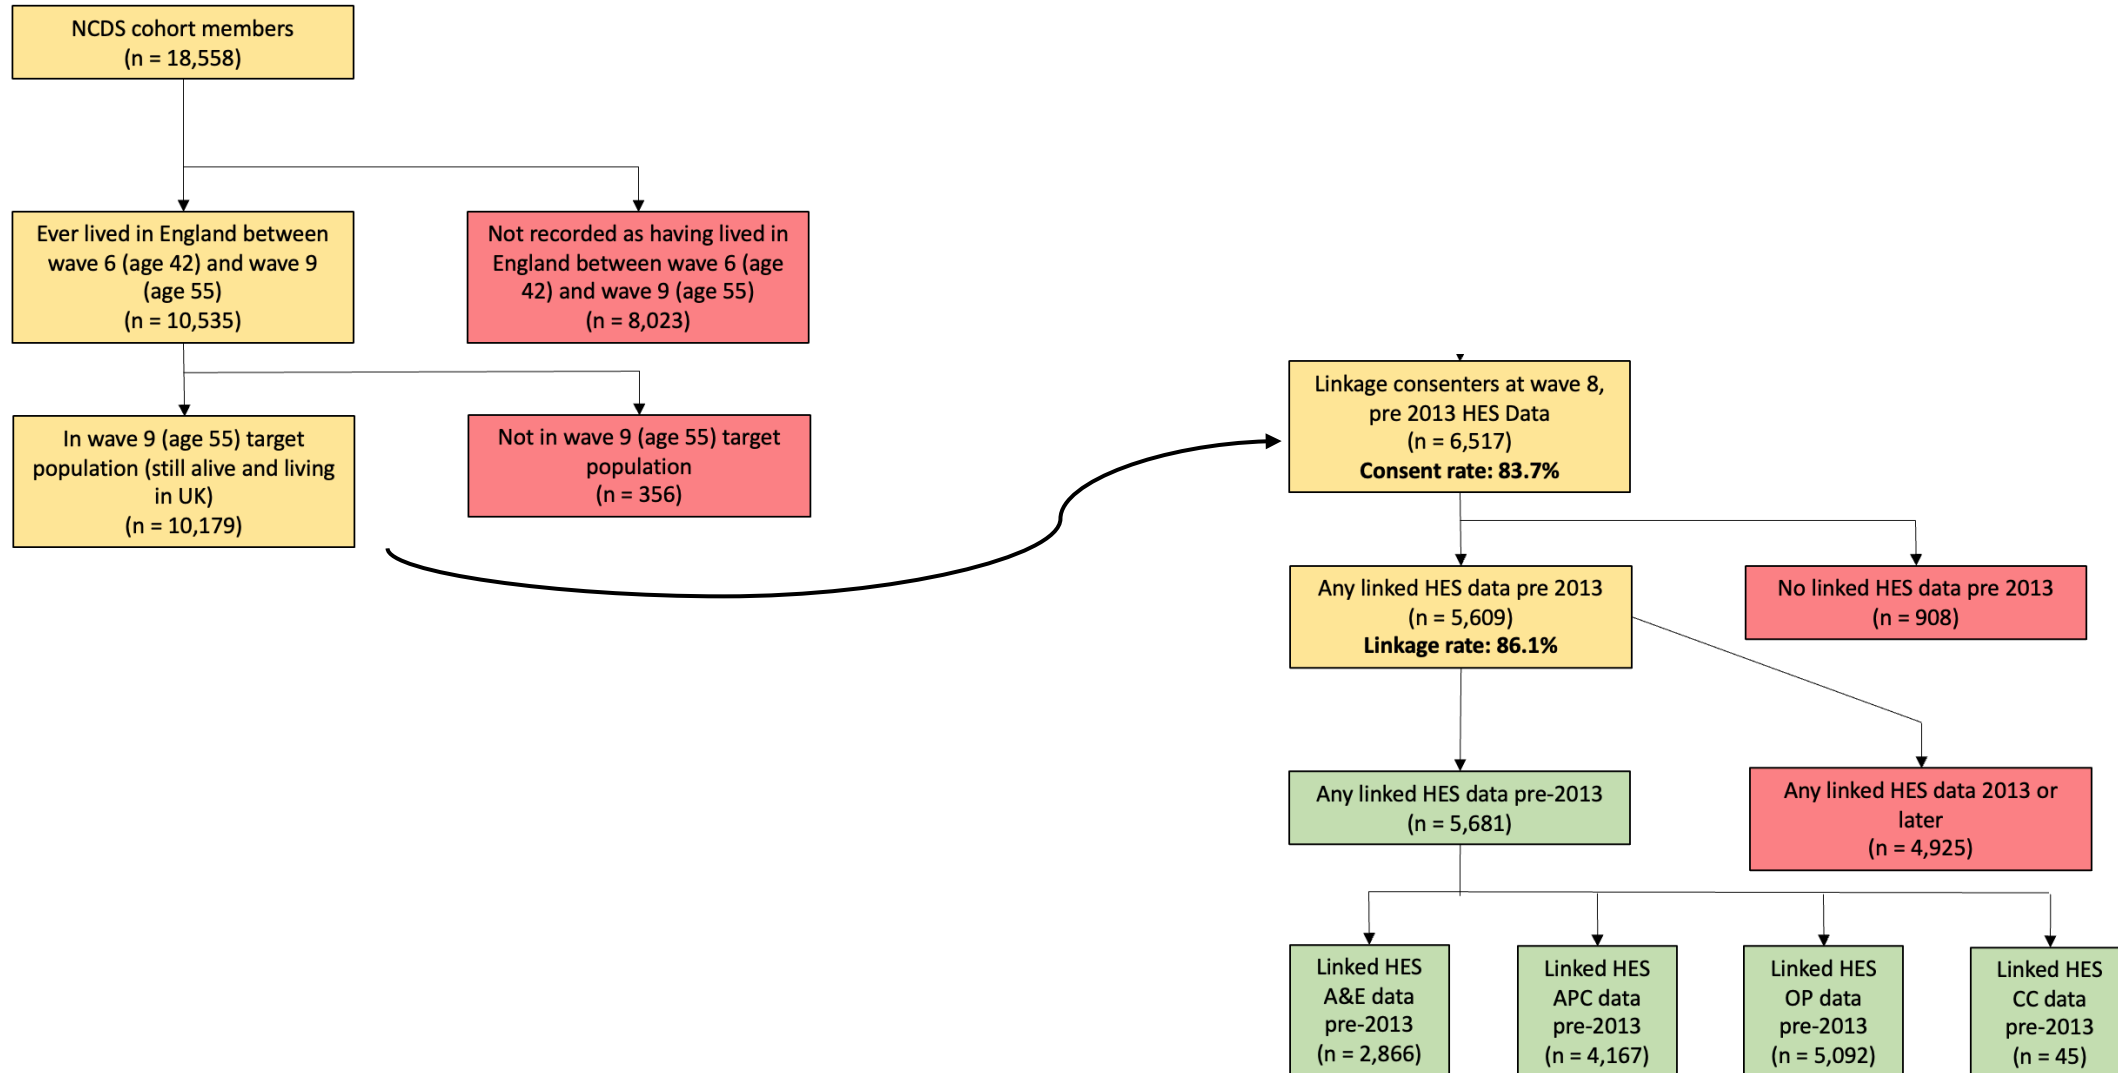 NCDS cohort members
(n = 18,558)
Ever lived in England between
wave 6 (age 42) and wave 9
(age 55)
(n = 10,535)
Not recorded as having lived in
England between wave 6 (age
42) and wave 9 (age 55)
(n = 8,023)
In wave 9 (age 55) target
population (still alive and living
in UK)
(n = 10,179)
Not in wave 9 (age 55) target
population
(n = 356)
Linkage consenters at wave 8,
pre 2013 HES Data
(n = 6,517)
Consent rate: 83.7%
Any linked HES data pre 2013
(n = 5,609)
Linkage rate: 86.1%
No linked HES data pre 2013
(n = 908)
Any linked HES data pre-2013
(n = 5,681)
Any linked HES data 2013 or
later
(n = 4,925)
Linked HES
A&E data
pre-2013
(n = 2,866)
Linked HES
APC data
pre-2013
(n = 4,167)
Linked HES
OP data
pre-2013
(n = 5,092)
Linked HES
CC data
pre-2013
(n = 45)